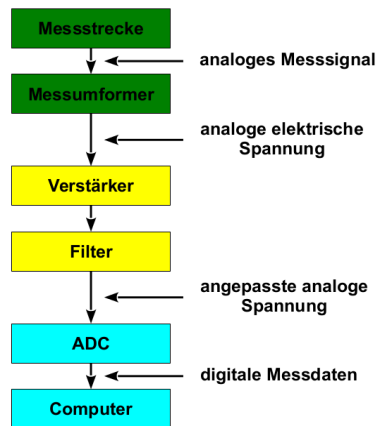 Messstrecke
analoges Messsignal
Messumformer
analoge elektrische
Spannung
Verstärker
Filter
angepasste analoge
Spannung
ADC
digitale Messdaten
Computer